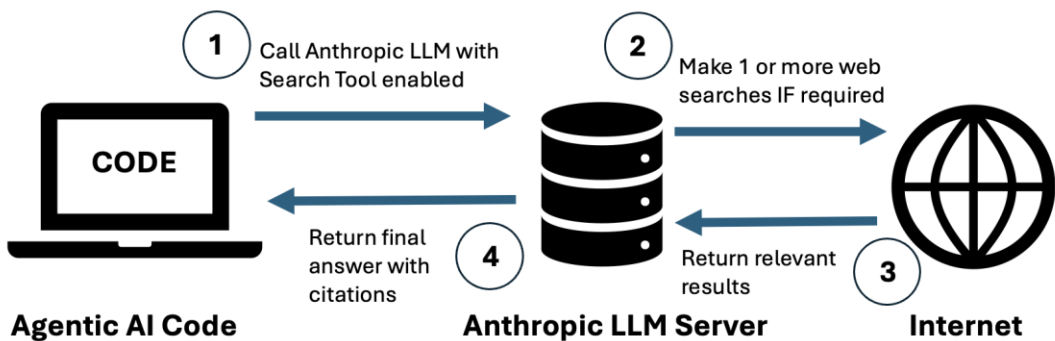 1
Call Anthropic LLM with
Search Tool enabled
2
Make 1 or more web
searches IF required
CODE
Return final
answer with
citations
4
Return relevant
results
3
Agentic AI Code
Anthropic LLM Server
Internet